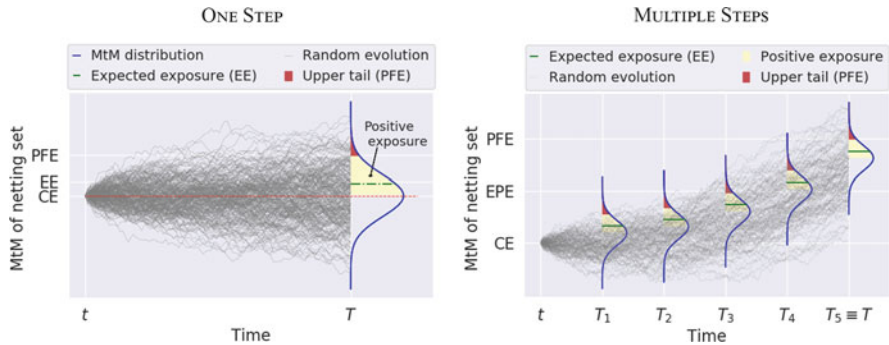 ONE STEP
MtM distribution
Random evolution
Expected exposure (EE)
Upper tail (PFE)
Positive
exposure
PFE
EE
CE
MtM of netting set
t
T
Time
MULTIPLE STEPS
Expected exposure (EE)
Positive exposure
Random evolution
Upper tail (PFE)
PFE
EPE
CE
MtM of netting set
t
T₁
T₂
T₃
T₄
T₅ ≡ T
Time